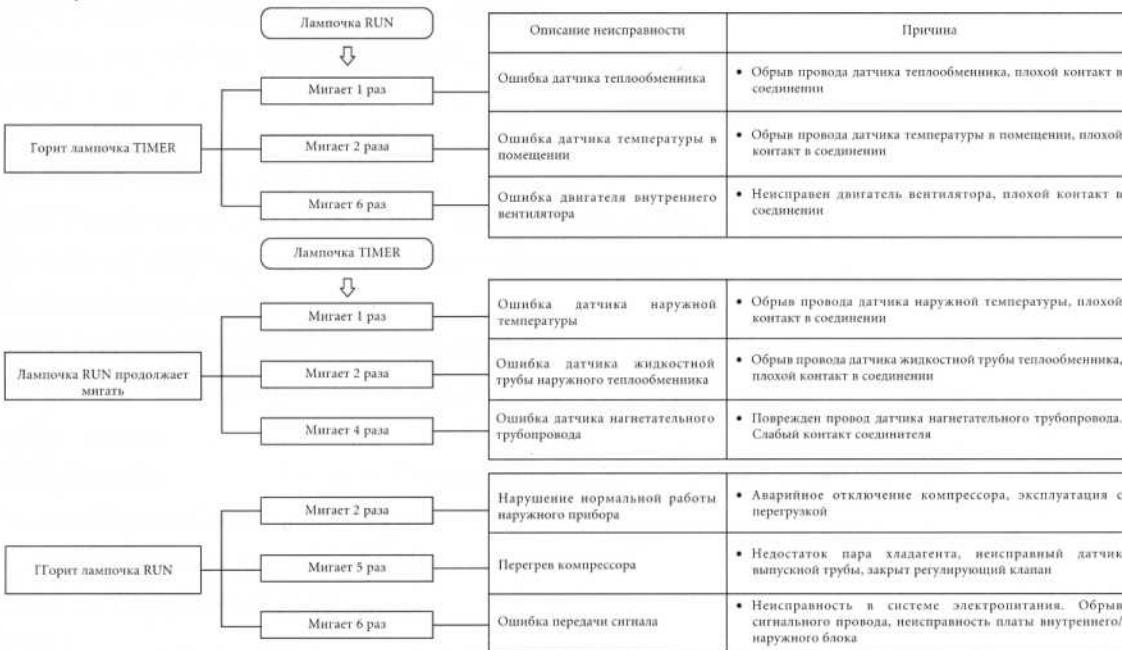 Лампочка RUN
Описание неисправности
Причина
Горит лампочка TIMER
Мигает 1 раз
Ошибка датчика теплообменника
• Обрыв провода датчика теплообменника, плохой контакт в
соединении
Мигает 2 раза
Ошибка датчика температуры в
помещении
• Обрыв провода датчика температуры в помещении, плохой
контакт в соединении
Мигает 6 раз
Ошибка двигателя внутреннего
вентилятора
• Неисправен двигатель вентилятора, плохой контакт в
соединении
Лампочка TIMER
Лампочка RUN продолжает
мигать
Мигает 1 раз
Ошибка датчика наружной
температуры
• Обрыв провода датчика наружной температуры, плохой
контакт в соединении
Мигает 2 раза
Ошибка датчика жидкостной
трубы наружного теплообменника
• Обрыв провода датчика жидкостной трубы теплообменника,
плохой контакт в соединении
Мигает 4 раза
Ошибка датчика нагнетательного
трубопровода
• Поврежден провод датчика нагнетательного трубопровода.
Слабый контакт соединителя
ГГорит лампочка RUN
Мигает 2 раза
Нарушение нормальной работы
наружного прибора
• Аварийное отключение компрессора, эксплуатация с
перегрузкой
Мигает 5 раз
Перегрев компрессора
• Недостаток пара хладагента, неисправный датчик
выпускной трубы, закрыт регулирующий клапан
Мигает 6 раз
Ошибка передачи сигнала
• Неисправность в системе электропитания. Обрыв
сигнального провода, неисправность платы внутреннего/
наружного блока